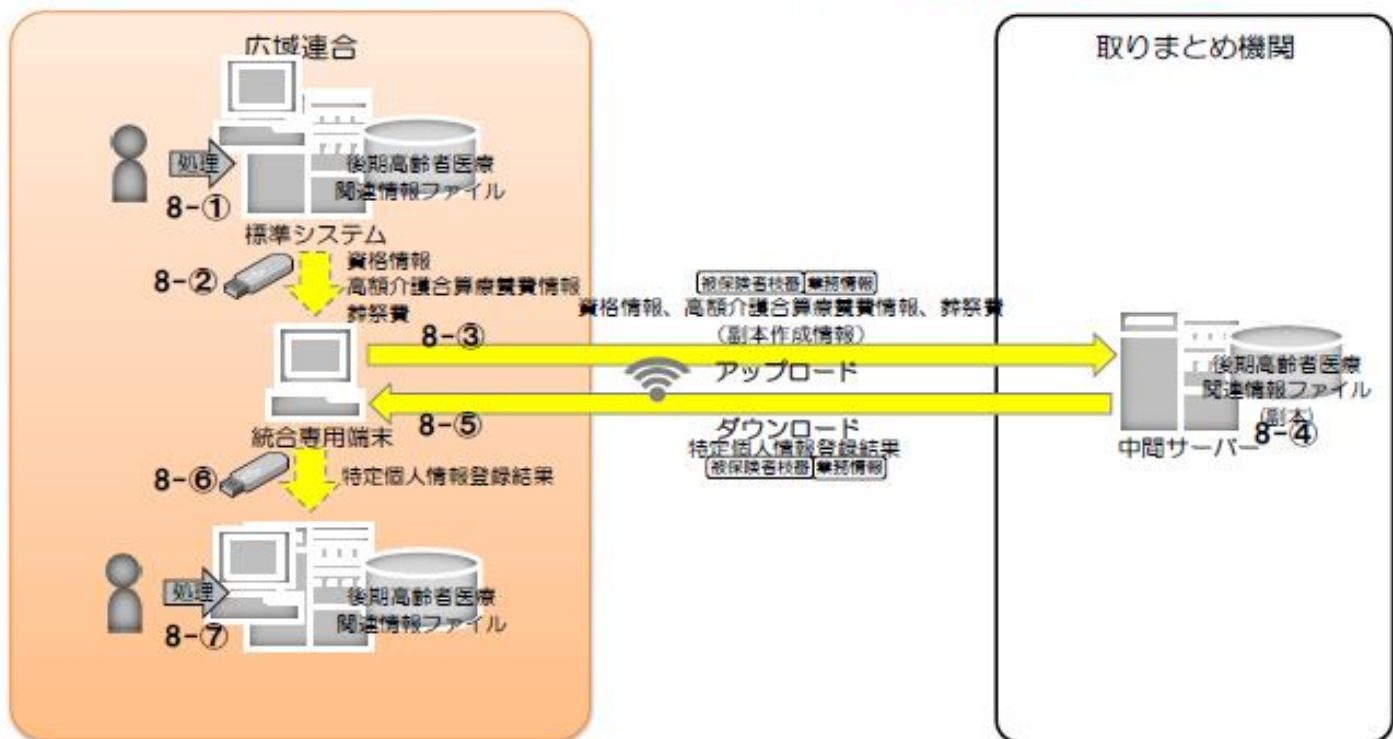 広域連合
取りまとめ機関
処理
8-①
後期高齢者医療
関連情報ファイル
標準システム
8-②
資格情報
高額介護合算療養費情報
葬祭費
8-③
被保険者枝番 業務情報
資格情報、高額介護合算療養費情報、葬祭費
(副本作成情報)
アップロード
後期高齢者医療
関連情報ファイル
(副本)
8-④
中間サーバー
統合専用端末
8-⑤
ダウンロード
特定個人情報登録結果
被保険者枝番 業務情報
8-⑥
特定個人情報登録結果
処理
8-⑦
後期高齢者医療
関連情報ファイル